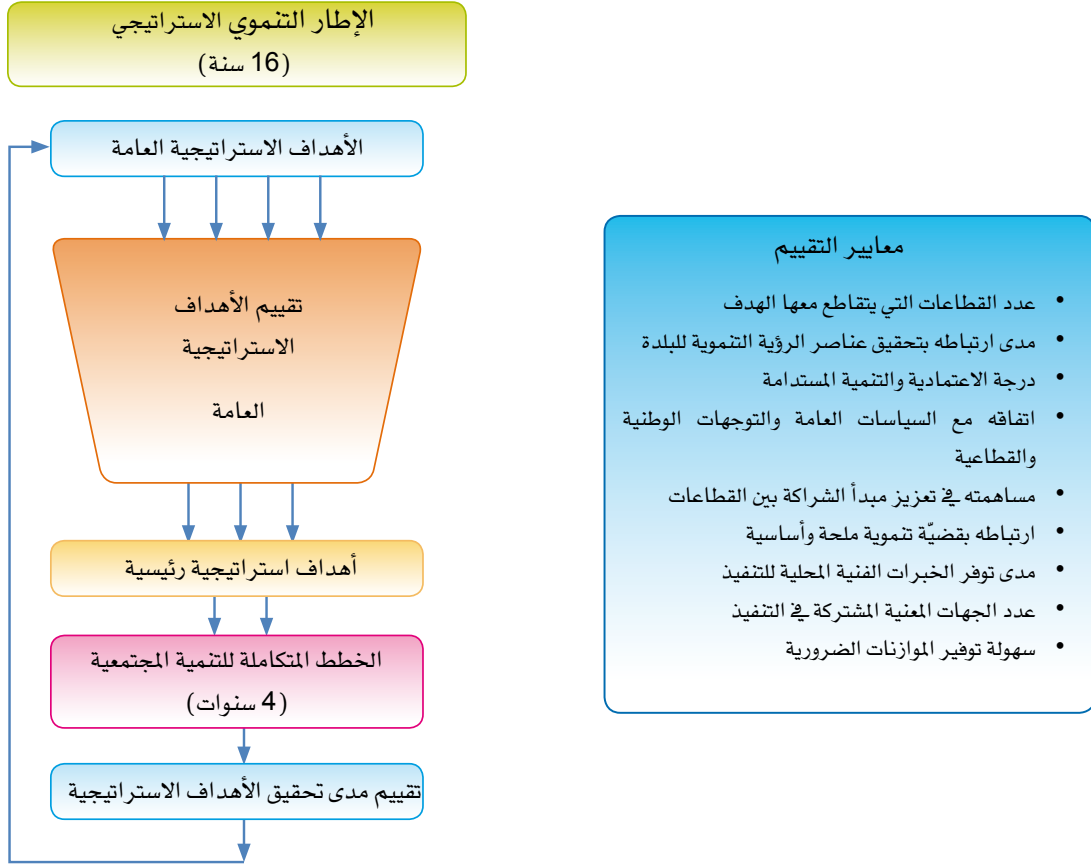 الإطار التنموي الاستراتيجي
(16 سنة)
الأهداف الاستراتيجية العامة
تقييم الأهداف
الاستراتيجية
العامة
أهداف استراتيجية رئيسية
الخطط المتكاملة للتنمية المجتمعية
(4 سنوات)
تقييم مدى تحقيق الأهداف الاستراتيجية
معايير التقييم
• عدد القطاعات التي يتقاطع معها الهدف
• مدى ارتباطه بتحقيق عناصر الرؤية التنموية للبلدة
• درجة الاعتمادية والتنمية المستدامة
• اتفاقه مع السياسات العامة والتوجهات الوطنية
والقطاعية
• مساهمته في تعزيز مبدأ الشراكة بين القطاعات
• ارتباطه بقضيّة تنموية ملحة وأساسية
• مدى توفر الخبرات الفنية المحلية للتنفيذ
• عدد الجهات المعنية المشتركة في التنفيذ
• سهولة توفير الموازنات الضرورية